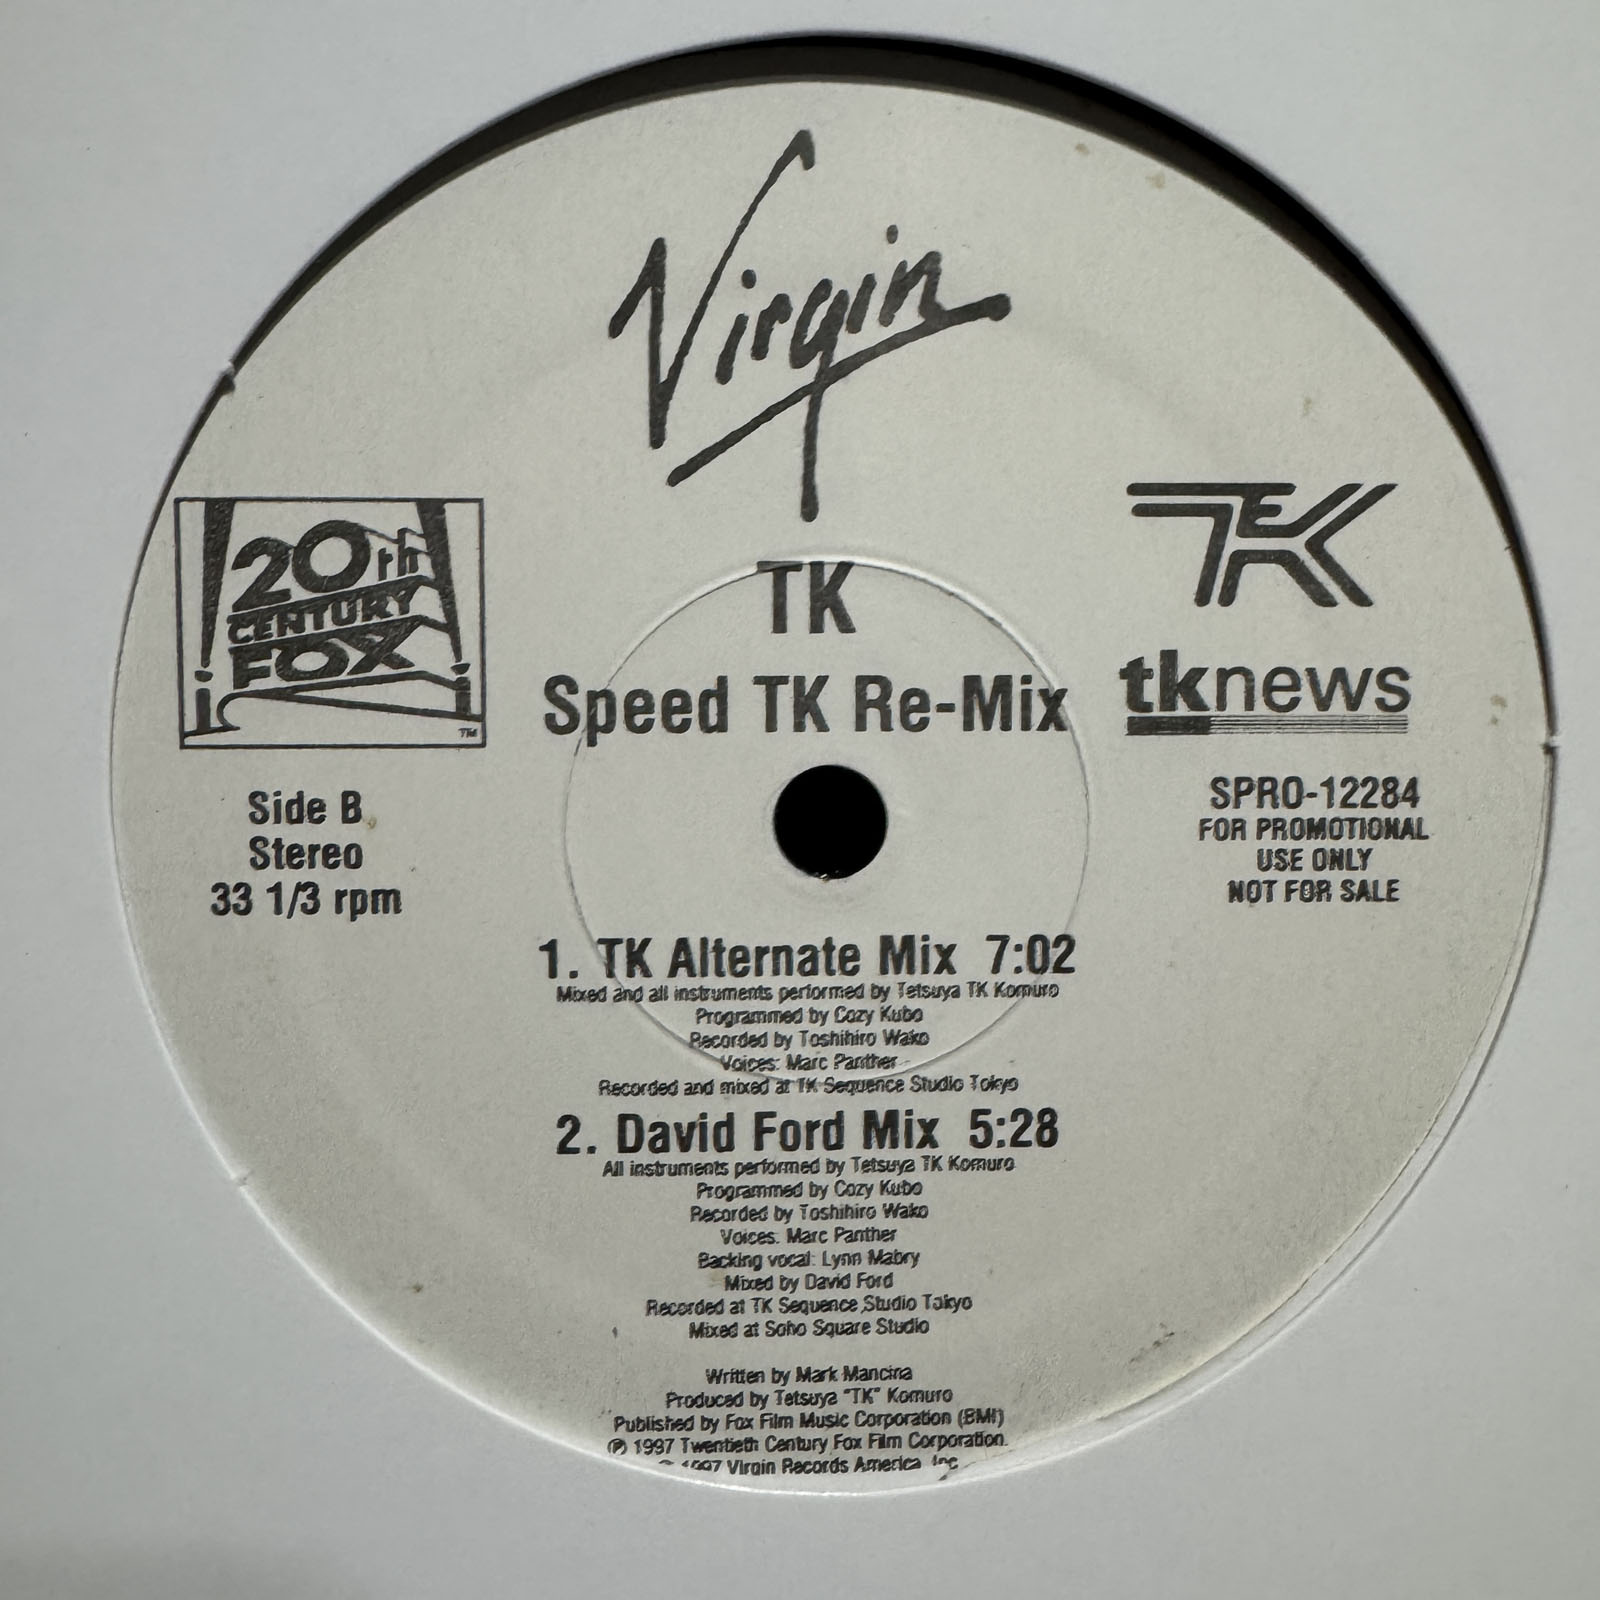 Virgin
20th
CENTURY
FOX
TM
TK
tknews
TK
Speed TK Re-Mix
Side B
Stereo
33 1/3 rpm
SPRO-12284
FOR PROMOTIONAL
USE ONLY
NOT FOR SALE
1. TK Alternate Mix 7:02
Mixed and all instruments performed by Tetsuya TK Komuro
Programmed by Cozy Kubo
Recorded by Toshihiro Wako
Voices: Marc Panther
Recorded and mixed at TK Sequence Studio Tokyo
2. David Ford Mix 5:28
All instruments performed by Tetsuya TK Komuro
Programmed by Cozy Kubo
Recorded by Toshihiro Wako
Voices: Marc Panther
Backing vocal: Lynn Mabry
Mixed by David Ford
Recorded at TK Sequence Studio Tokyo
Mixed at Soho Square Studio
Written by Mark Mancina
Produced by Tetsuya "TK" Komuro
Published by Fox Film Music Corporation (BMI)
℗ 1997 Twentieth Century Fox Film Corporation.
© 1997 Virgin Records America, Inc.